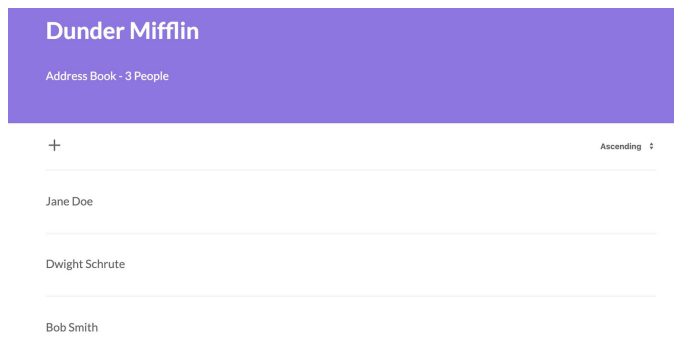 Dunder Mifflin
Address Book - 3 People
Ascending
Jane Doe
Dwight Schrute
Bob Smith